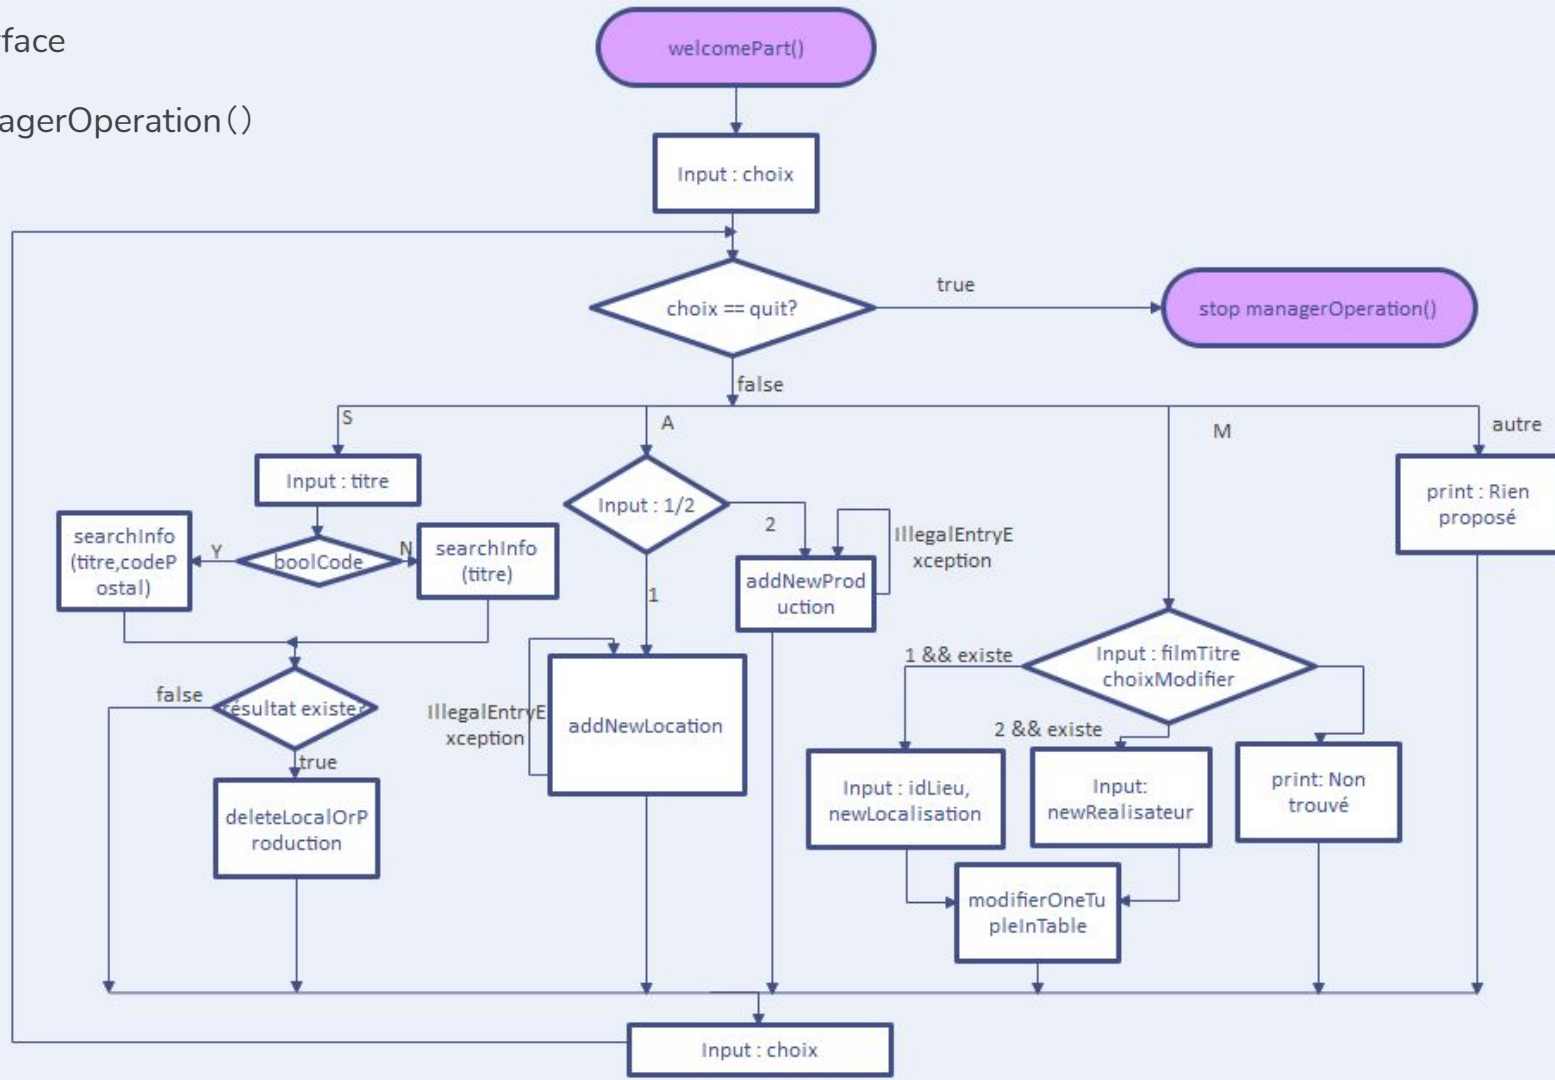 face
agerOperation()
welcomePart()
Input : choix
choix == quit?
true
stop managerOperation()
false
S
A
M
autre
Input : titre
Input : 1/2
2
IllegalEntryE
xception
print : Rien
proposé
searchInfo
(titre,codeP
ostal)
Y
boolCode
N
searchInfo
(titre)
addNewProd
uction
1
1 && existe
Input : filmTitre
choixModifier
false
résultat existe
IllegalEntryE
xception
addNewLocation
2 && existe
true
Input : idLieu,
newLocalisation
Input:
newRealisateur
print: Non
trouvé
deleteLocalOrP
roduction
modifierOneTu
pleInTable
Input : choix